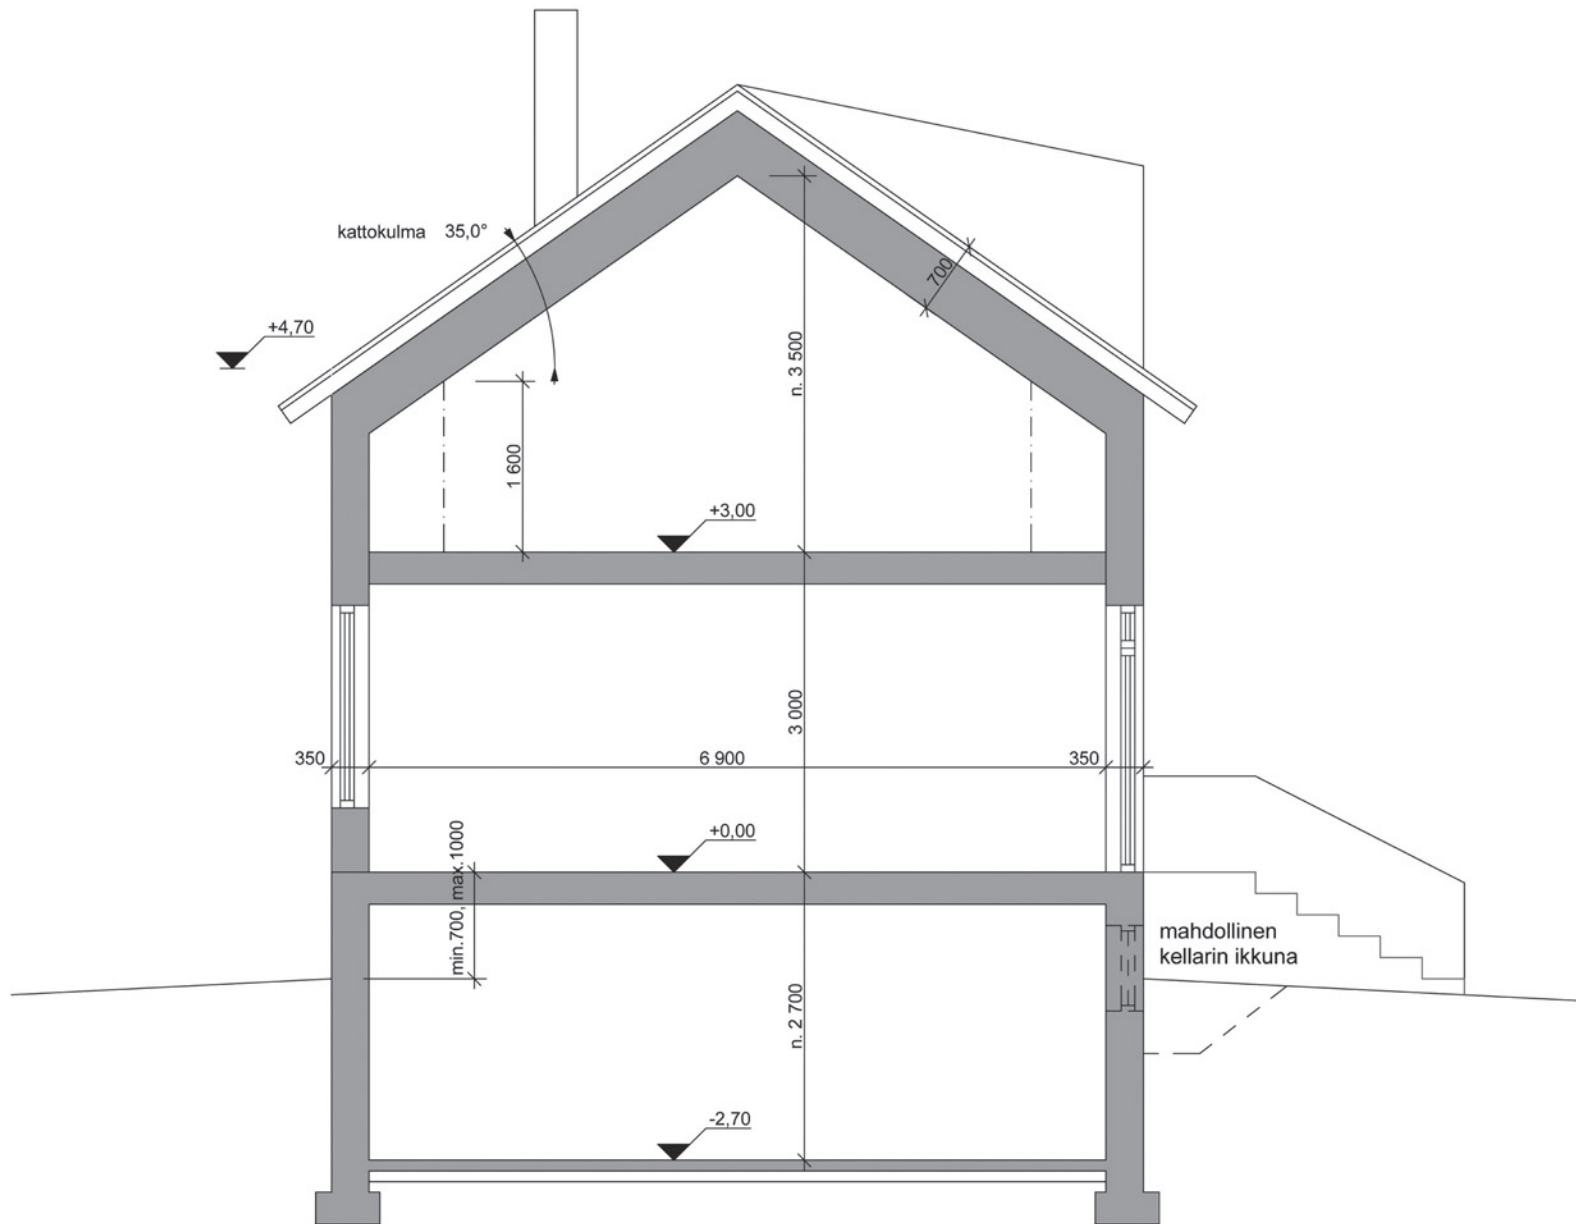 kattokulma 35,0°
700
+4,70
n. 3 500
1 600
+3,00
3 000
350
6 900
350
min.700, max.1000
+0,00
mahdollinen
kellarin ikkuna
n. 2 700
-2,70